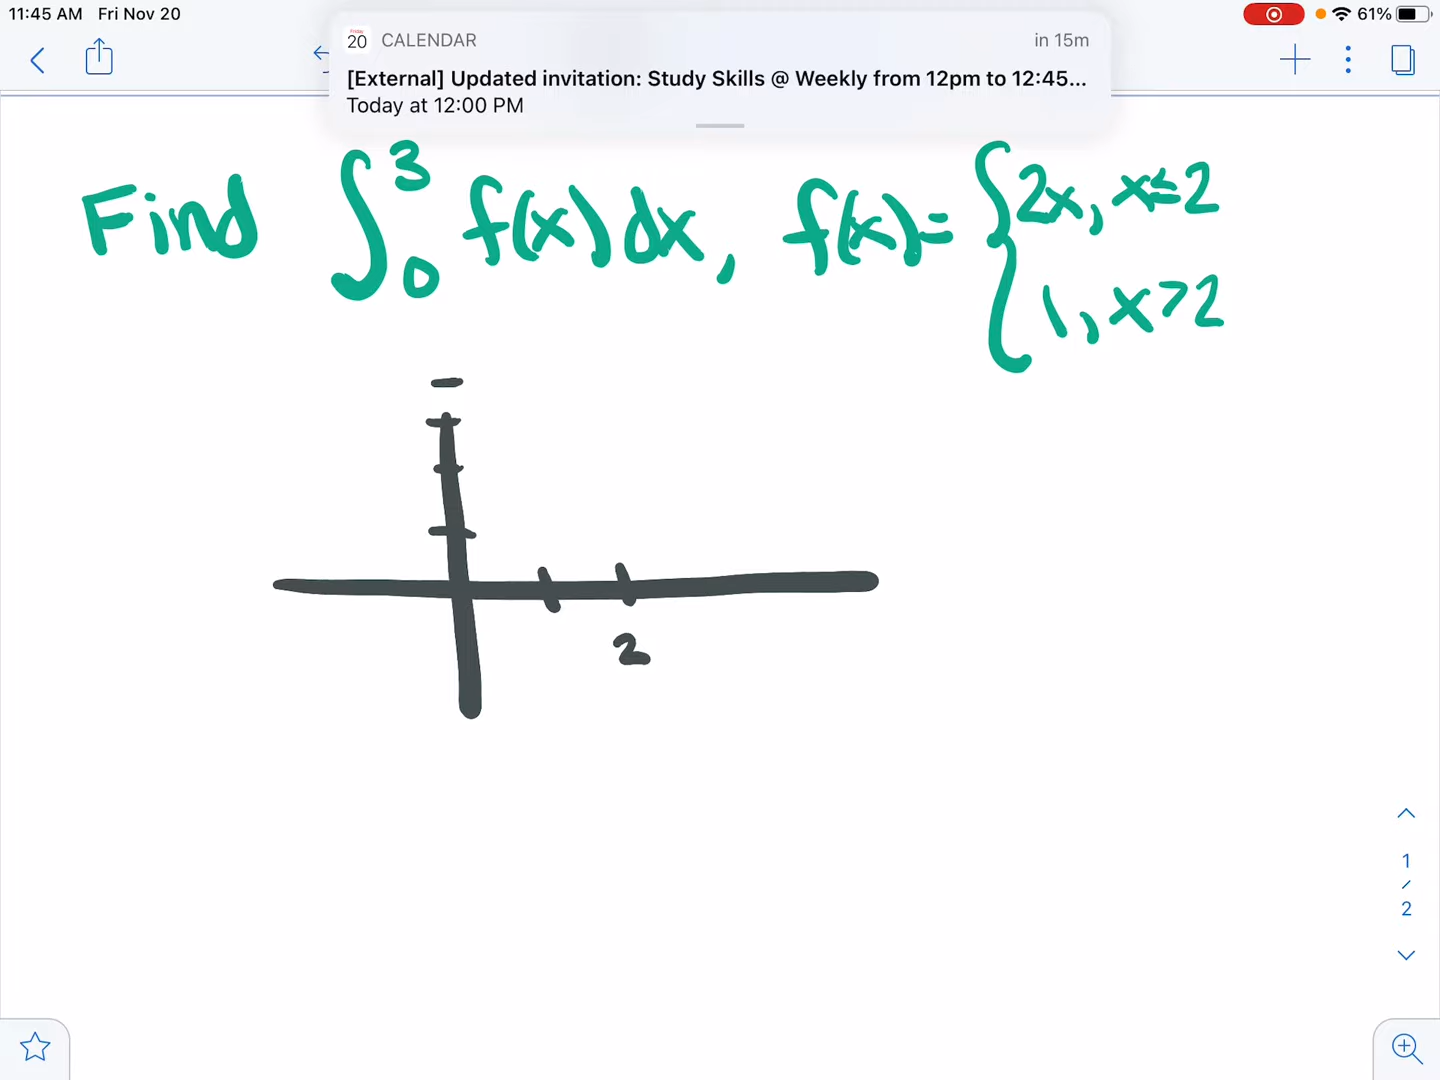 11:45 AM Fri Nov 20
61%
20 CALENDAR
in 15m
[External] Updated invitation: Study Skills @ Weekly from 12pm to 12:45...
Today at 12:00 PM
Find ∫₀³ f(x)dx, f(x)= { 2x, x≤2
1, x>2
2
1
/
2